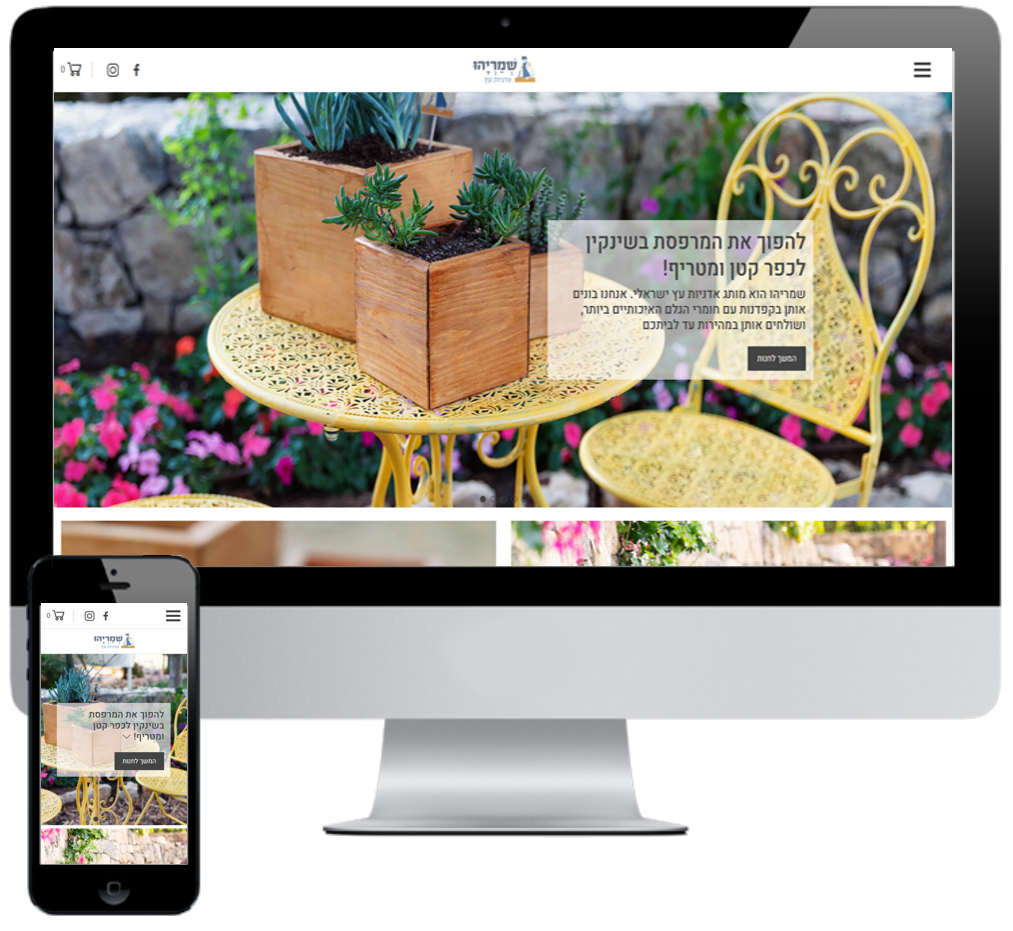 0
שְׁמַרְיָהוּ
אדניות עץ
להפוך את המרפסת בשינקין
לכפר קטן ומטריף!
שמריהו הוא מותג אדניות עץ ישראלי. אנחנו בונים
אותן בקפדנות עם חומרי הגלם האיכותיים ביותר,
ושולחים אותן במהירות עד לביתכם
המשך לחנות
0
שְׁמַרְיָהוּ
אדניות עץ
להפוך את המרפסת
בשינקין לכפר קטן
ומטריף!
המשך לחנות